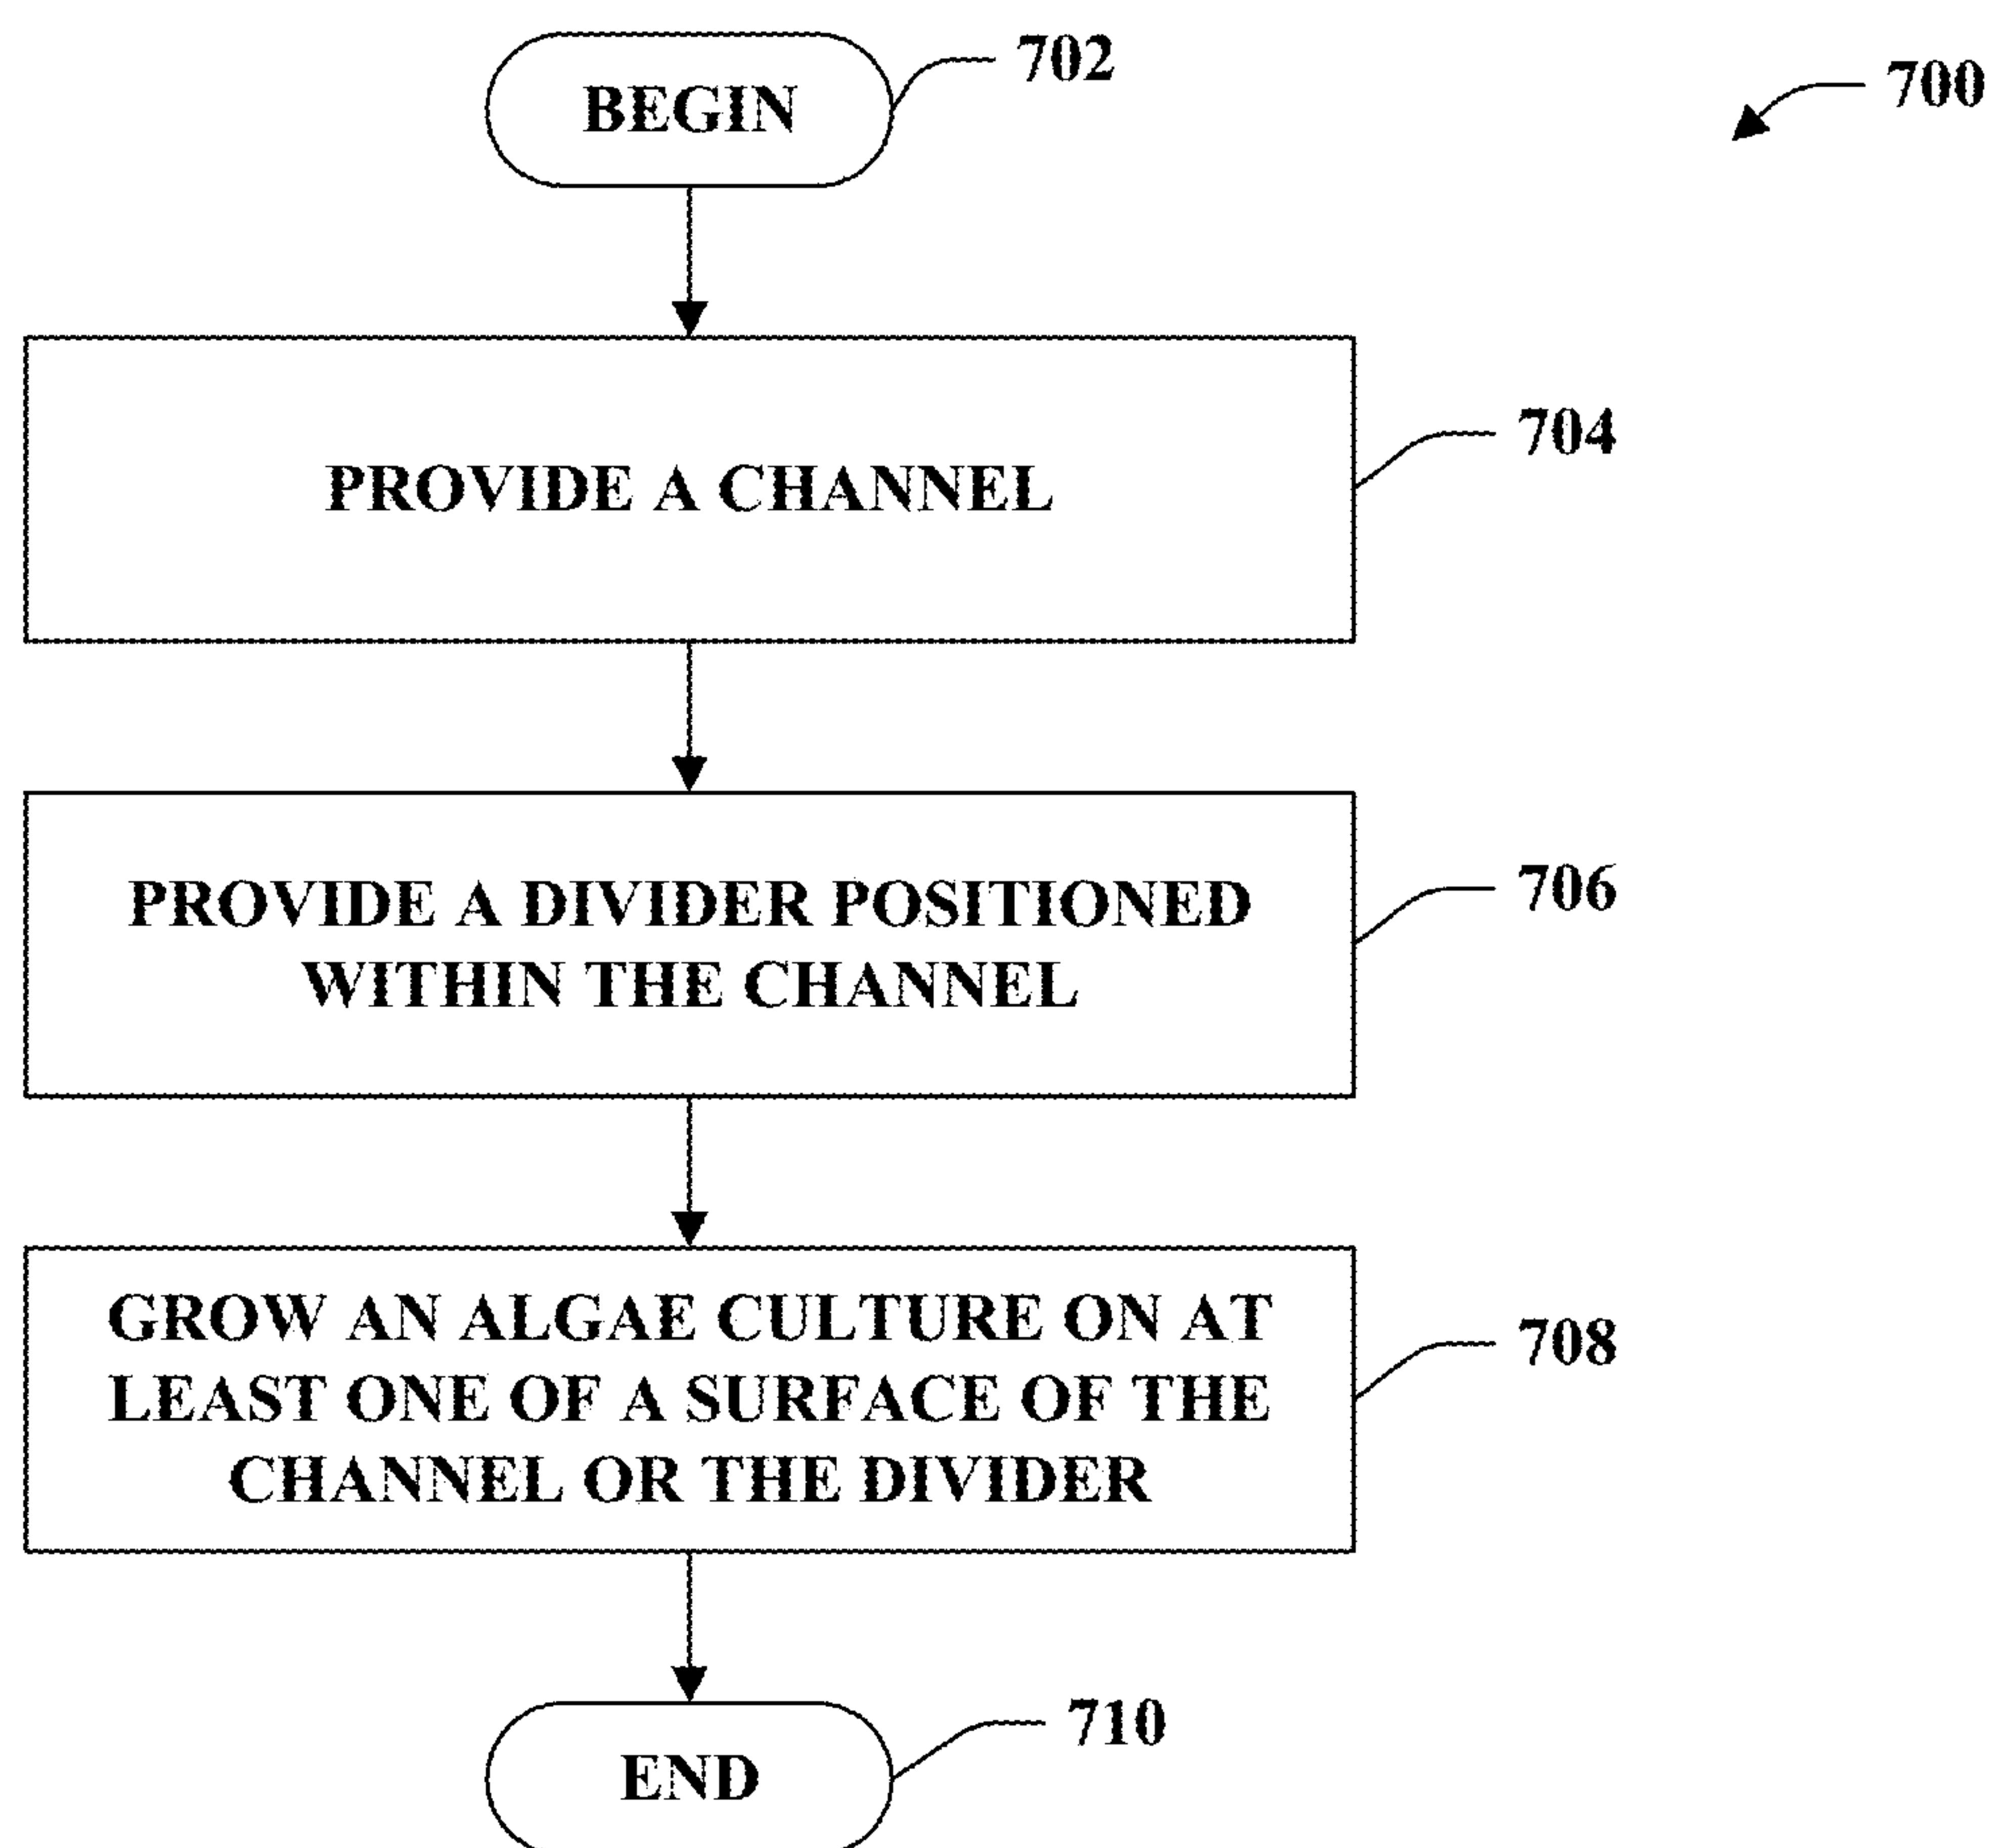 BEGIN
702
700
PROVIDE A CHANNEL
704
PROVIDE A DIVIDER POSITIONED
WITHIN THE CHANNEL
706
GROW AN ALGAE CULTURE ON AT
LEAST ONE OF A SURFACE OF THE
CHANNEL OR THE DIVIDER
708
END
710